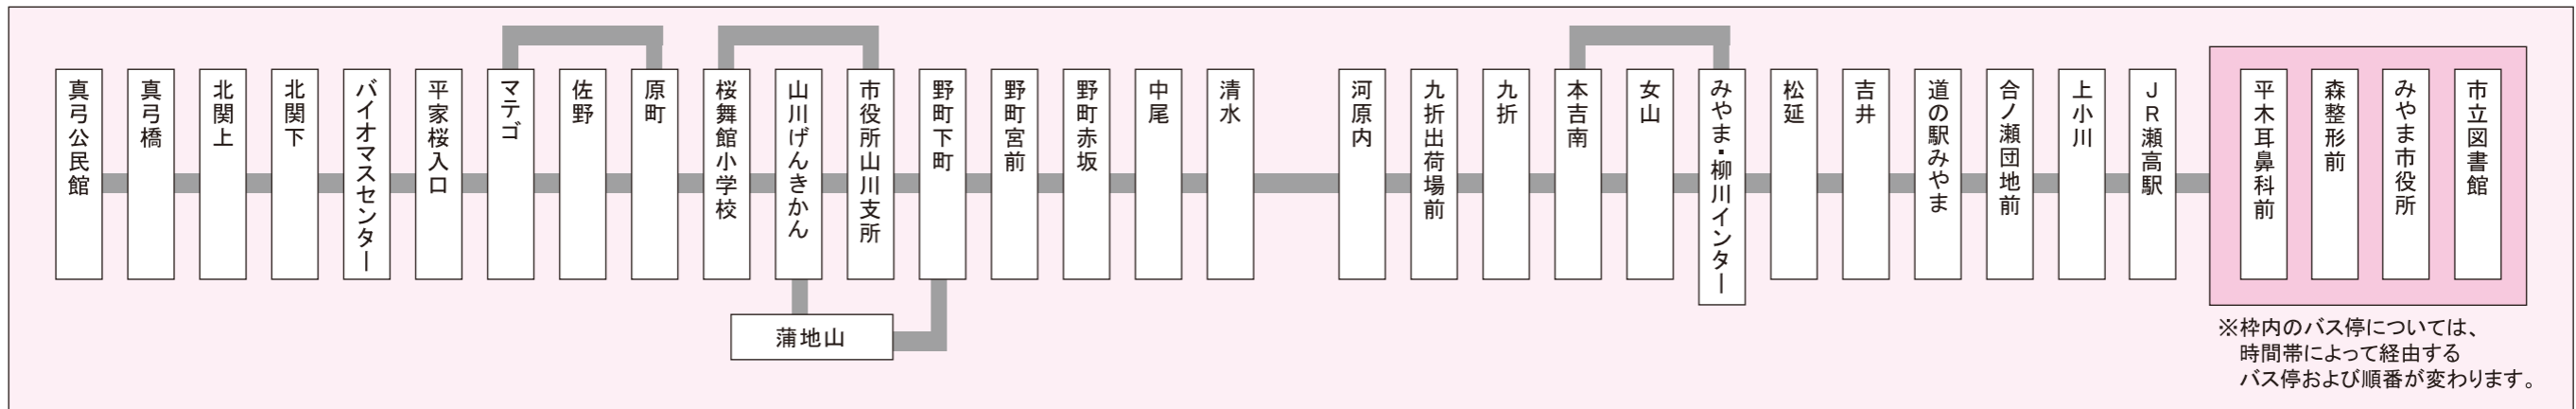 真弓公民館
真弓橋
北関上
北関下
バイオマスセンター
平家桜入口
マテゴ
佐野
原町
桜舞館小学校
山川げんきかん
市役所山川支所
野町下町
野町宮前
野町赤坂
中尾
清水
河原内
九折出荷場前
九折
本吉南
女山
みやま・柳川インター
松延
吉井
道の駅みやま
合ノ瀬団地前
上小川
JR瀬高駅
平木耳鼻科前
森整形前
みやま市役所
市立図書館
蒲地山
※枠内のバス停については、
時間帯によって経由する
バス停および順番が変わります。